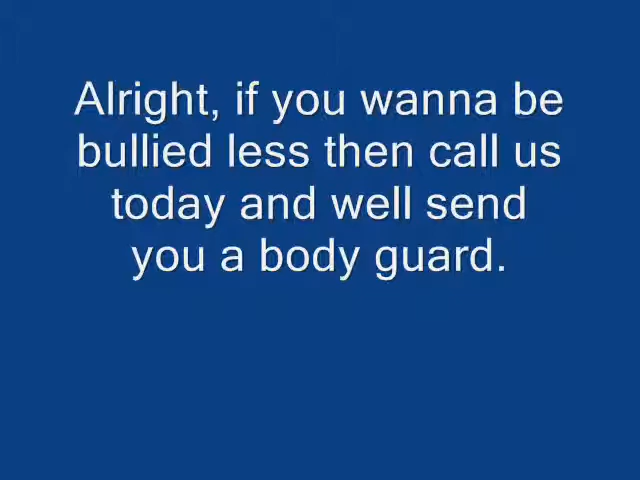 Alright, if you wanna be
bullied less then call us
today and well send
you a body guard.